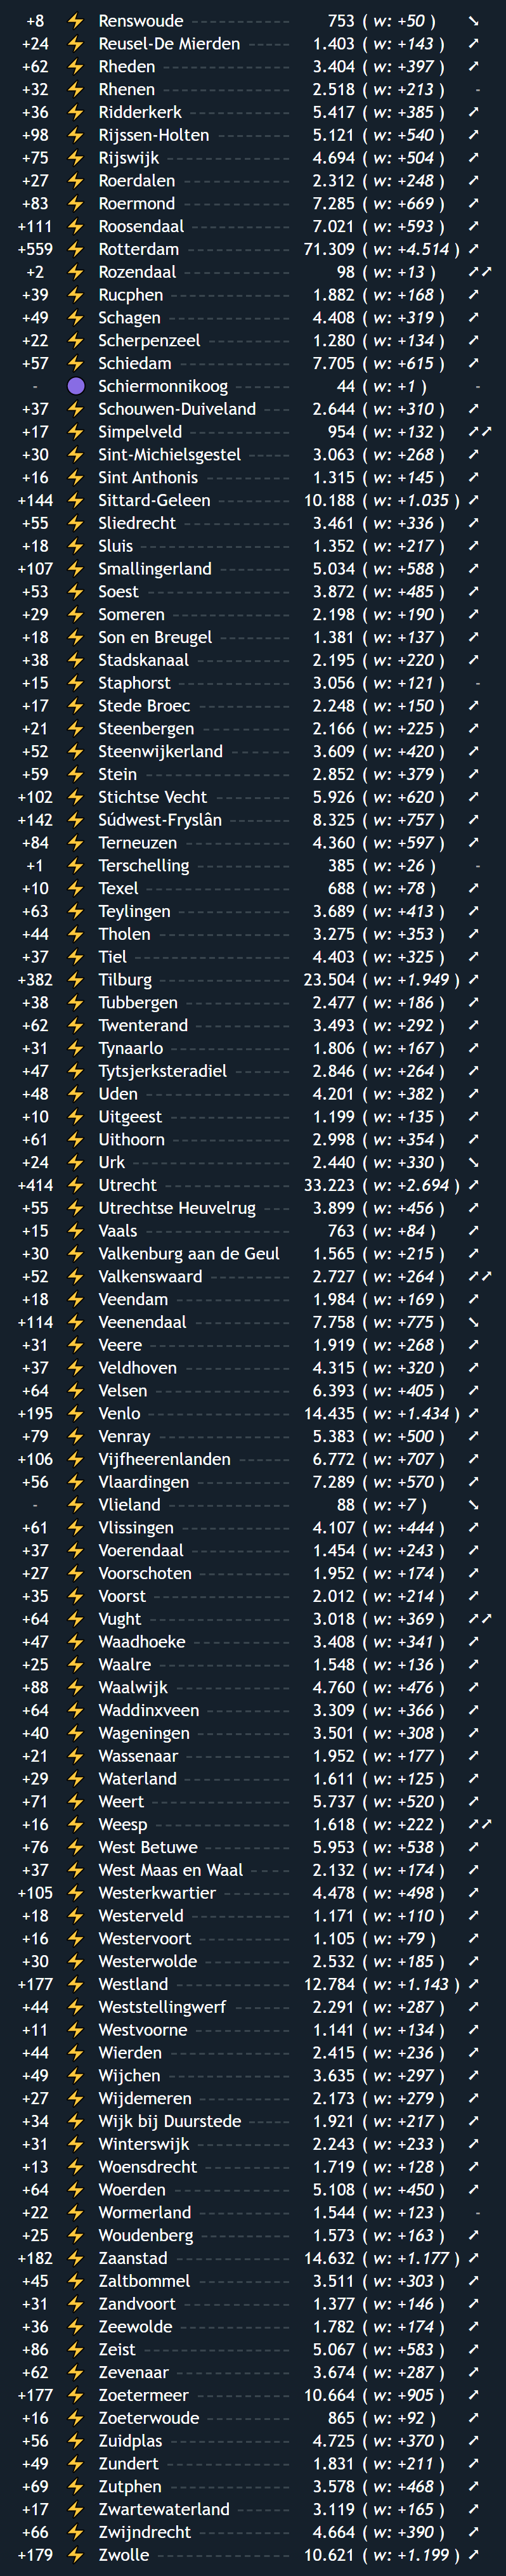 +8 ⚡ Renswoude ------ 753 ( w: +50 ) ➘
+24 ⚡ Reusel-De Mierden ------ 1.403 ( w: +143 ) ➚
+62 ⚡ Rheden ------ 3.404 ( w: +397 ) ➚
+32 ⚡ Rhenen ------ 2.518 ( w: +213 ) -
+36 ⚡ Ridderkerk ------ 5.417 ( w: +385 ) ➚
+98 ⚡ Rijssen-Holten ------ 5.121 ( w: +540 ) ➚
+75 ⚡ Rijswijk ------ 4.694 ( w: +504 ) ➚
+27 ⚡ Roerdalen ------ 2.312 ( w: +248 ) ➚
+83 ⚡ Roermond ------ 7.285 ( w: +669 ) ➚
+111 ⚡ Roosendaal ------ 7.021 ( w: +593 ) ➚
+559 ⚡ Rotterdam ------ 71.309 ( w: +4.514 ) ➚
+2 ⚡ Rozendaal ------ 98 ( w: +13 ) ➚➚
+39 ⚡ Rucphen ------ 1.882 ( w: +168 ) ➚
+49 ⚡ Schagen ------ 4.408 ( w: +319 ) ➚
+22 ⚡ Scherpenzeel ------ 1.280 ( w: +134 ) ➚
+57 ⚡ Schiedam ------ 7.705 ( w: +615 ) ➚
- 🟣 Schiermonnikoog ------ 44 ( w: +1 ) -
+37 ⚡ Schouwen-Duiveland ---- 2.644 ( w: +310 ) ➚
+17 ⚡ Simpelveld ------ 954 ( w: +132 ) ➚➚
+30 ⚡ Sint-Michielsgestel ------ 3.063 ( w: +268 ) ➚
+16 ⚡ Sint Anthonis ------ 1.315 ( w: +145 ) ➚
+144 ⚡ Sittard-Geleen ------ 10.188 ( w: +1.035 ) ➚
+55 ⚡ Sliedrecht ------ 3.461 ( w: +336 ) ➚
+18 ⚡ Sluis ------ 1.352 ( w: +217 ) ➚
+107 ⚡ Smallingerland ------ 5.034 ( w: +588 ) ➚
+53 ⚡ Soest ------ 3.872 ( w: +485 ) ➚
+29 ⚡ Someren ------ 2.198 ( w: +190 ) ➚
+18 ⚡ Son en Breugel ------ 1.381 ( w: +137 ) ➚
+38 ⚡ Stadskanaal ------ 2.195 ( w: +220 ) ➚
+15 ⚡ Staphorst ------ 3.056 ( w: +121 ) -
+17 ⚡ Stede Broec ------ 2.248 ( w: +150 ) ➚
+21 ⚡ Steenbergen ------ 2.166 ( w: +225 ) ➚
+52 ⚡ Steenwijkerland ------ 3.609 ( w: +420 ) ➚
+59 ⚡ Stein ------ 2.852 ( w: +379 ) ➚
+102 ⚡ Stichtse Vecht ------ 5.926 ( w: +620 ) ➚
+142 ⚡ Súdwest-Fryslân ------ 8.325 ( w: +757 ) ➚
+84 ⚡ Terneuzen ------ 4.360 ( w: +597 ) ➚
+1 ⚡ Terschelling ------ 385 ( w: +26 ) -
+10 ⚡ Texel ------ 688 ( w: +78 ) ➚
+63 ⚡ Teylingen ------ 3.689 ( w: +413 ) ➚
+44 ⚡ Tholen ------ 3.275 ( w: +353 ) ➚
+37 ⚡ Tiel ------ 4.403 ( w: +325 ) ➚
+382 ⚡ Tilburg ------ 23.504 ( w: +1.949 ) ➚
+38 ⚡ Tubbergen ------ 2.477 ( w: +186 ) ➚
+62 ⚡ Twenterand ------ 3.493 ( w: +292 ) ➚
+31 ⚡ Tynaarlo ------ 1.806 ( w: +167 ) ➚
+47 ⚡ Tytsjerksteradiel ------ 2.846 ( w: +264 ) ➚
+48 ⚡ Uden ------ 4.201 ( w: +382 ) ➚
+10 ⚡ Uitgeest ------ 1.199 ( w: +135 ) ➚
+61 ⚡ Uithoorn ------ 2.998 ( w: +354 ) ➚
+24 ⚡ Urk ------ 2.440 ( w: +330 ) ➘
+414 ⚡ Utrecht ------ 33.223 ( w: +2.694 ) ➚
+55 ⚡ Utrechtse Heuvelrug ---- 3.899 ( w: +456 ) ➚
+15 ⚡ Vaals ------ 763 ( w: +84 ) ➚
+30 ⚡ Valkenburg aan de Geul 1.565 ( w: +215 ) ➚
+52 ⚡ Valkenswaard ------ 2.727 ( w: +264 ) ➚➚
+18 ⚡ Veendam ------ 1.984 ( w: +169 ) ➚
+114 ⚡ Veenendaal ------ 7.758 ( w: +775 ) ➘
+31 ⚡ Veere ------ 1.919 ( w: +268 ) ➚
+37 ⚡ Veldhoven ------ 4.315 ( w: +320 ) ➚
+64 ⚡ Velsen ------ 6.393 ( w: +405 ) ➚
+195 ⚡ Venlo ------ 14.435 ( w: +1.434 ) ➚
+79 ⚡ Venray ------ 5.383 ( w: +500 ) ➚
+106 ⚡ Vijfheerenlanden ------ 6.772 ( w: +707 ) ➚
+56 ⚡ Vlaardingen ------ 7.289 ( w: +570 ) ➚
- ⚡ Vlieland ------ 88 ( w: +7 ) ➘
+61 ⚡ Vlissingen ------ 4.107 ( w: +444 ) ➚
+37 ⚡ Voerendaal ------ 1.454 ( w: +243 ) ➚
+27 ⚡ Voorschoten ------ 1.952 ( w: +174 ) ➚
+35 ⚡ Voorst ------ 2.012 ( w: +214 ) ➚
+64 ⚡ Vught ------ 3.018 ( w: +369 ) ➚➚
+47 ⚡ Waadhoeke ------ 3.408 ( w: +341 ) ➚
+25 ⚡ Waalre ------ 1.548 ( w: +136 ) ➚
+88 ⚡ Waalwijk ------ 4.760 ( w: +476 ) ➚
+64 ⚡ Waddinxveen ------ 3.309 ( w: +366 ) ➚
+40 ⚡ Wageningen ------ 3.501 ( w: +308 ) ➚
+21 ⚡ Wassenaar ------ 1.952 ( w: +177 ) ➚
+29 ⚡ Waterland ------ 1.611 ( w: +125 ) ➚
+71 ⚡ Weert ------ 5.737 ( w: +520 ) ➚
+16 ⚡ Weesp ------ 1.618 ( w: +222 ) ➚➚
+76 ⚡ West Betuwe ------ 5.953 ( w: +538 ) ➚
+37 ⚡ West Maas en Waal ------ 2.132 ( w: +174 ) ➚
+105 ⚡ Westerkwartier ------ 4.478 ( w: +498 ) ➚
+18 ⚡ Westerveld ------ 1.171 ( w: +110 ) ➚
+16 ⚡ Westervoort ------ 1.105 ( w: +79 ) ➚
+30 ⚡ Westerwolde ------ 2.532 ( w: +185 ) ➚
+177 ⚡ Westland ------ 12.784 ( w: +1.143 ) ➚
+44 ⚡ Weststellingwerf ------ 2.291 ( w: +287 ) ➚
+11 ⚡ Westvoorne ------ 1.141 ( w: +134 ) ➚
+44 ⚡ Wierden ------ 2.415 ( w: +236 ) ➚
+49 ⚡ Wijchen ------ 3.635 ( w: +297 ) ➚
+27 ⚡ Wijdemeren ------ 2.173 ( w: +279 ) ➚
+34 ⚡ Wijk bij Duurstede ------ 1.921 ( w: +217 ) ➚
+31 ⚡ Winterswijk ------ 2.243 ( w: +233 ) ➚
+13 ⚡ Woensdrecht ------ 1.719 ( w: +128 ) ➚
+64 ⚡ Woerden ------ 5.108 ( w: +450 ) ➚
+22 ⚡ Wormerland ------ 1.544 ( w: +123 ) -
+25 ⚡ Woudenberg ------ 1.573 ( w: +163 ) ➚
+182 ⚡ Zaanstad ------ 14.632 ( w: +1.177 ) ➚
+45 ⚡ Zaltbommel ------ 3.511 ( w: +303 ) ➚
+31 ⚡ Zandvoort ------ 1.377 ( w: +146 ) ➚
+36 ⚡ Zeewolde ------ 1.782 ( w: +174 ) ➚
+86 ⚡ Zeist ------ 5.067 ( w: +583 ) ➚
+62 ⚡ Zevenaar ------ 3.674 ( w: +287 ) ➚
+177 ⚡ Zoetermeer ------ 10.664 ( w: +905 ) ➚
+16 ⚡ Zoeterwoude ------ 865 ( w: +92 ) ➚
+56 ⚡ Zuidplas ------ 4.725 ( w: +370 ) ➚
+49 ⚡ Zundert ------ 1.831 ( w: +211 ) ➚
+69 ⚡ Zutphen ------ 3.578 ( w: +468 ) ➚
+17 ⚡ Zwartewaterland ------ 3.119 ( w: +165 ) ➚
+66 ⚡ Zwijndrecht ------ 4.664 ( w: +390 ) ➚
+179 ⚡ Zwolle ------ 10.621 ( w: +1.199 ) ➚